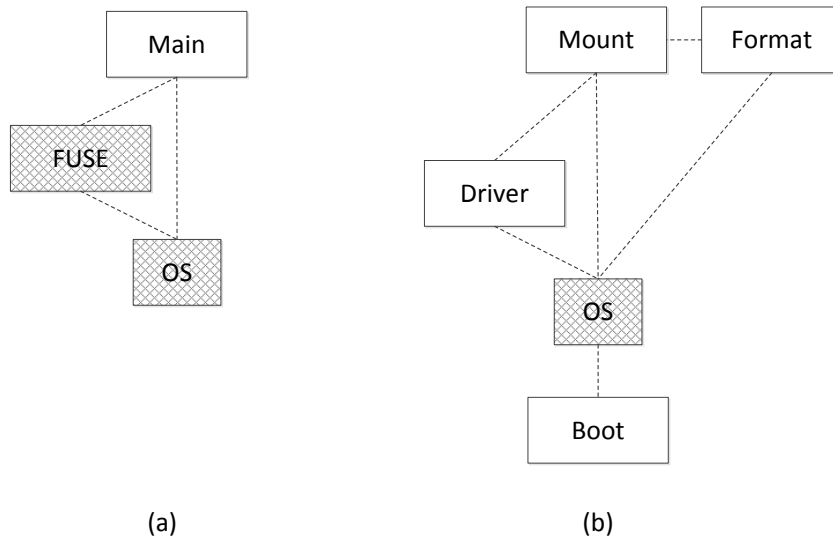 Main
FUSE
OS
(a)
Mount
Format
Driver
OS
Boot
(b)